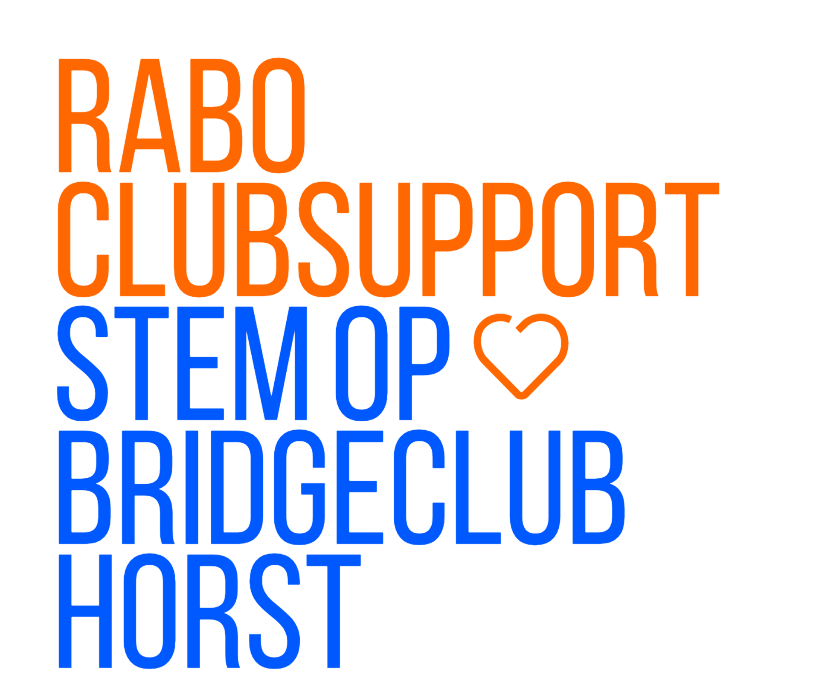 RABO
CLUBSUPPORT
STEM OP
BRIDGECLUB
HORST